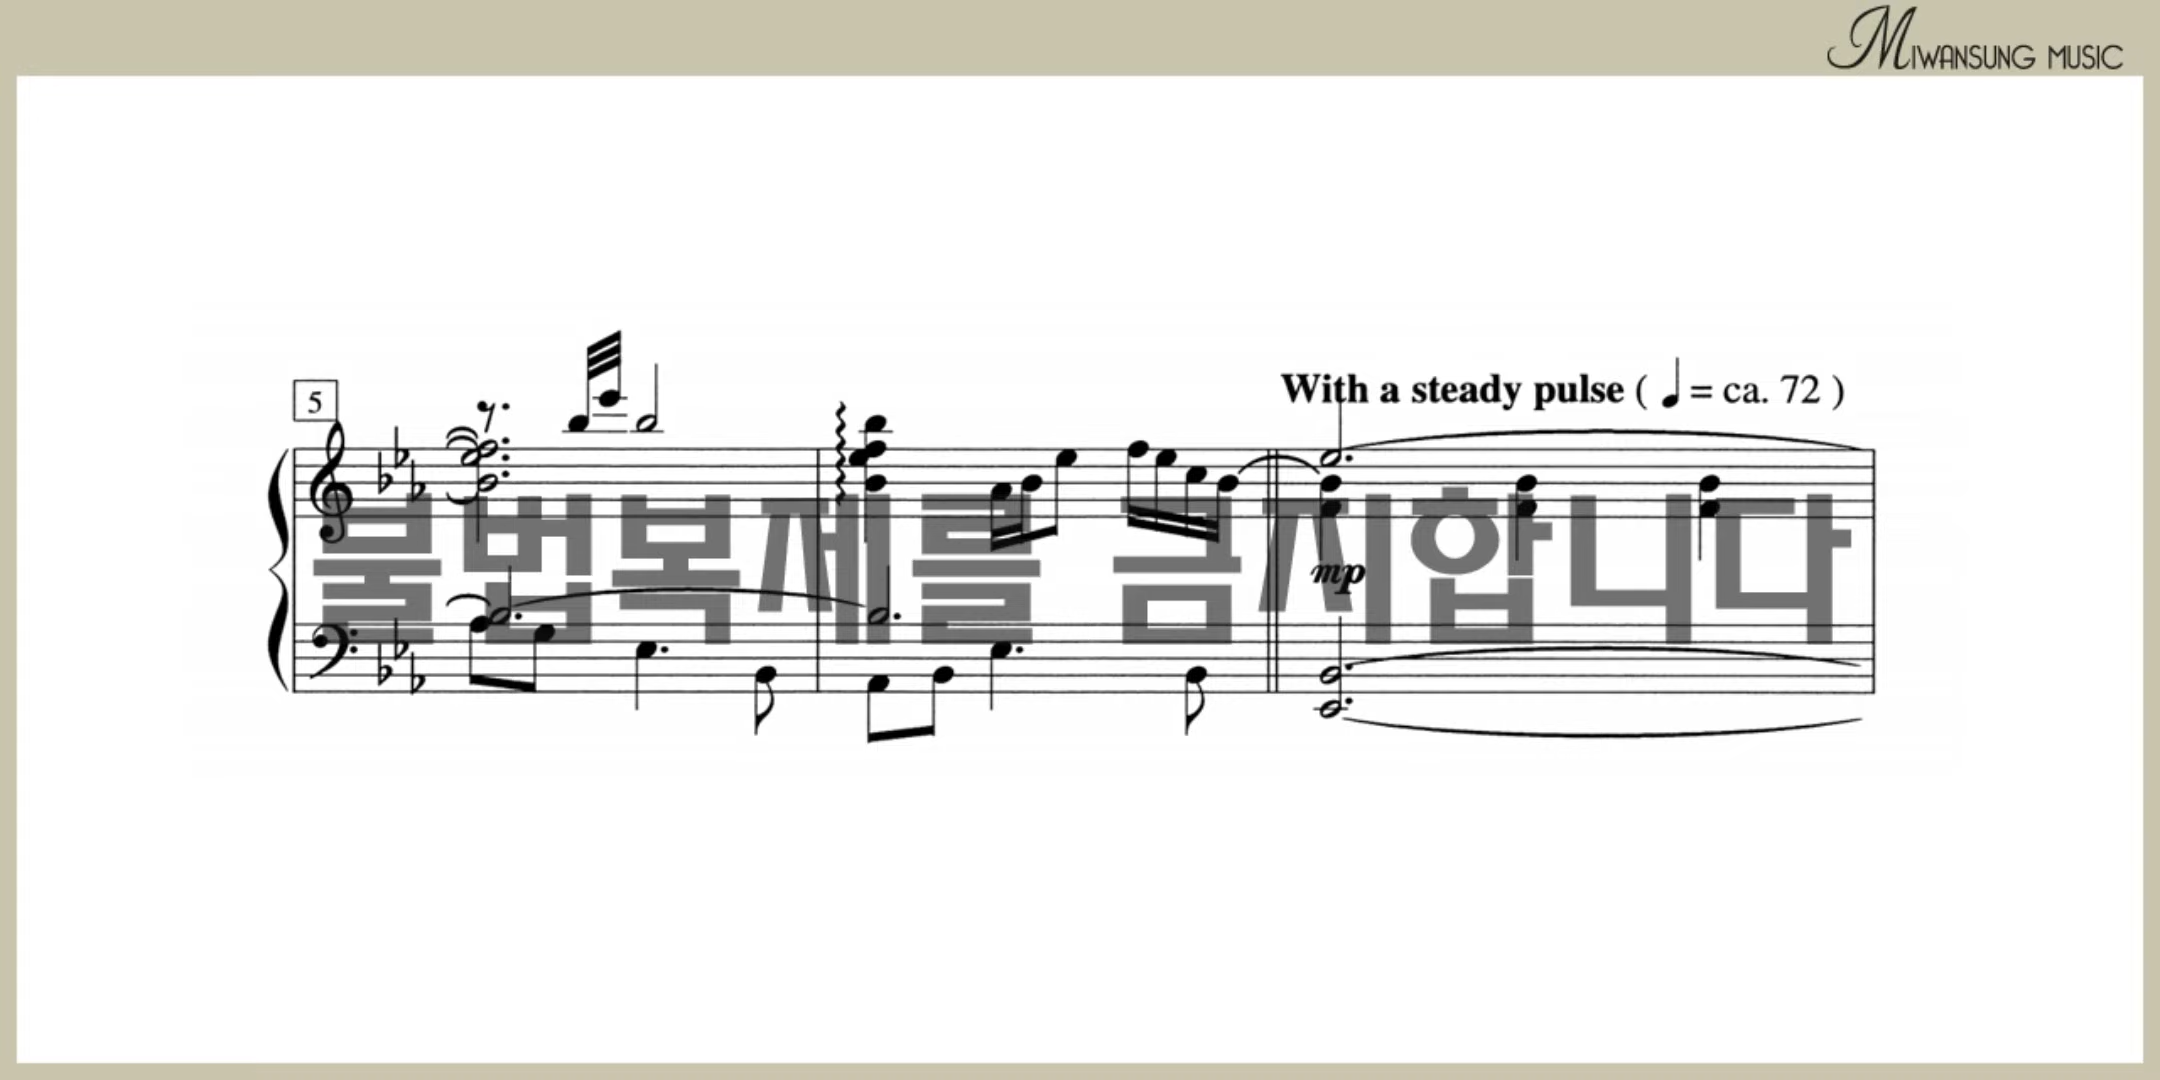 MIWANSUNG MUSIC
5
With a steady pulse ( ♩ = ca. 72 )
불법복제를 금지합니다
mp